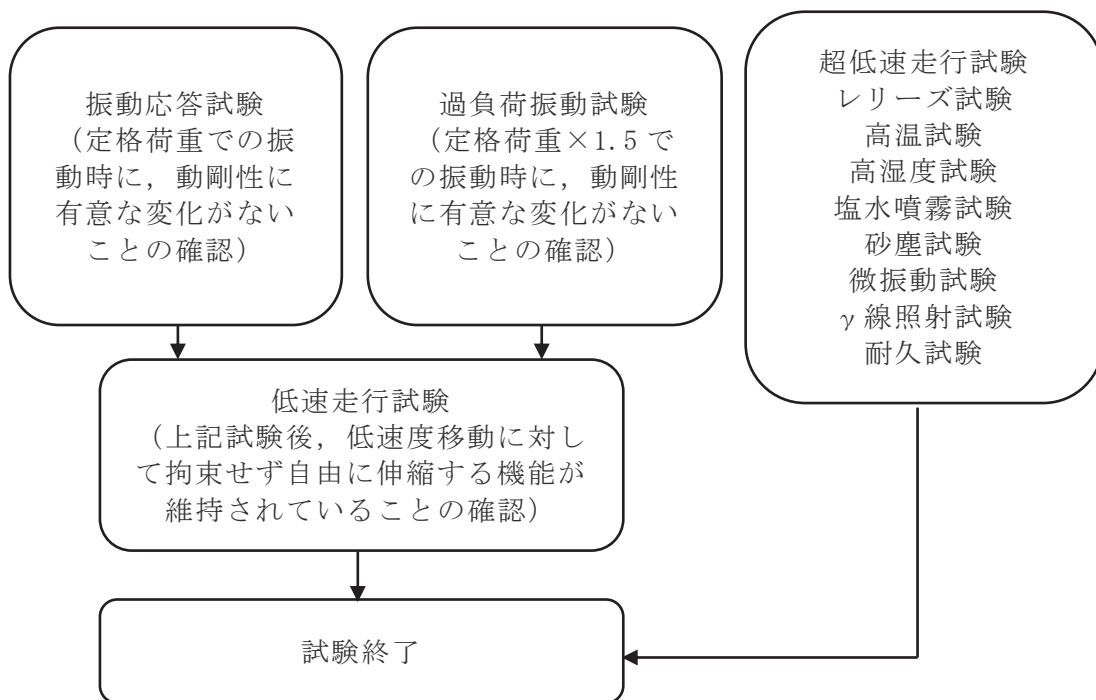 振動応答試験
（定格荷重での振
動時に，動剛性に
有意な変化がない
ことの確認）
過負荷振動試験
（定格荷重×1.5で
の振動時に，動剛性
に有意な変化がない
ことの確認）
超低速走行試験
レリーズ試験
高温試験
高湿度試験
塩水噴霧試験
砂塵試験
微振動試験
γ線照射試験
耐久試験
低速走行試験
（上記試験後，低速度移動に対し
て拘束せず自由に伸縮する機能が
維持されていることの確認）
試験終了